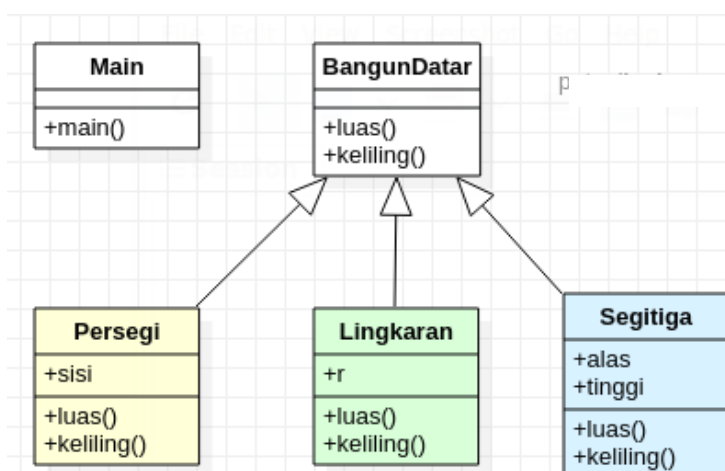 Main
+main()
BangunDatar
+luas()
+keliling()
Persegi
+sisi
+luas()
+keliling()
Lingkaran
+r
+luas()
+keliling()
Segitiga
+alas
+tinggi
+luas()
+keliling()